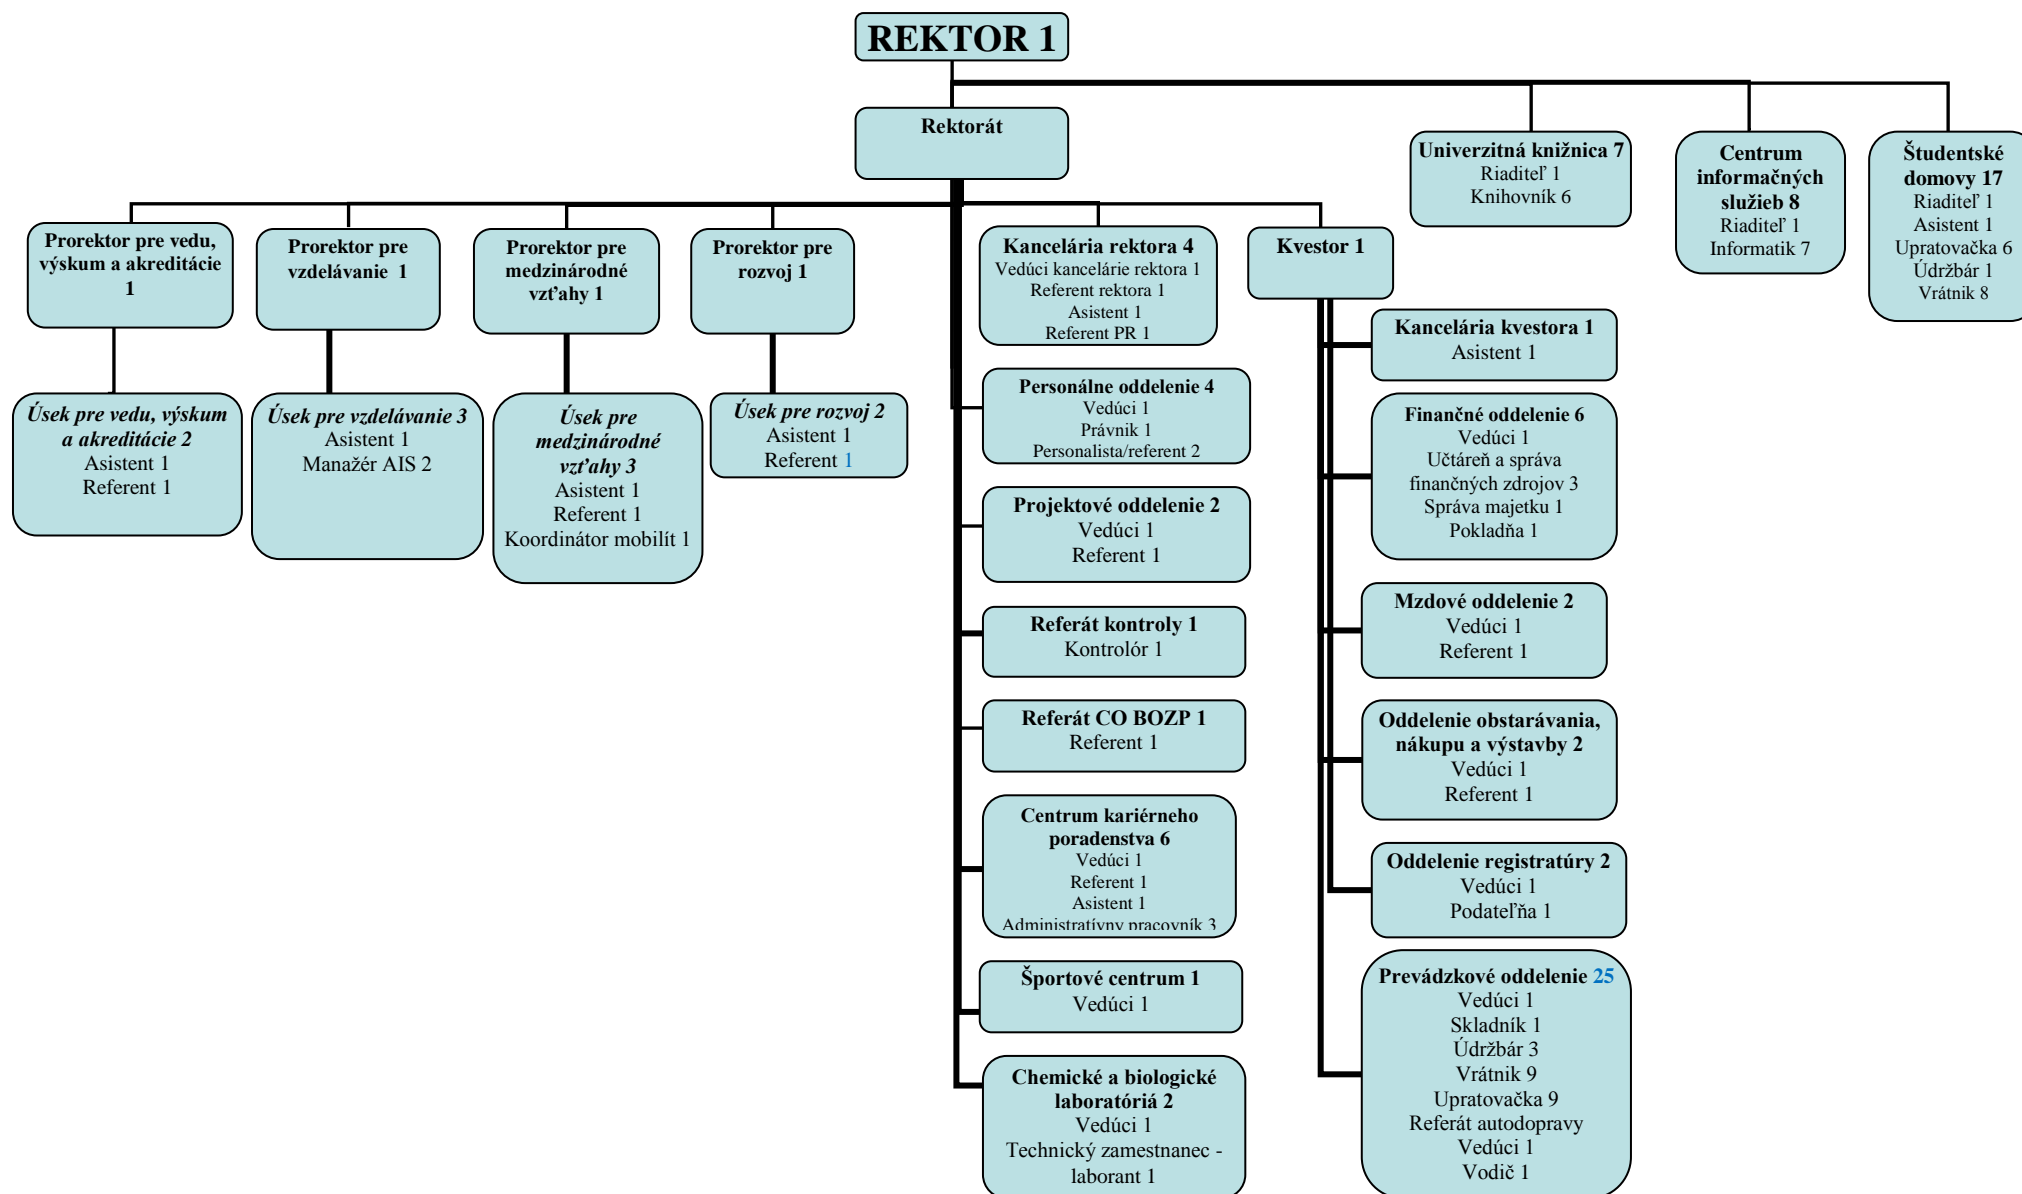 REKTOR 1
Rektorát
Univerzitná knižnica 7
Riaditeľ 1
Knihovník 6
Centrum
informačných
služieb 8
Riaditeľ 1
Informatik 7
Študentské
domovy 17
Riaditeľ 1
Asistent 1
Upratovačka 6
Údržbár 1
Vrátnik 8
Prorektor pre vedu,
výskum a akreditácie
1
Prorektor pre
vzdelávanie 1
Prorektor pre
medzinárodné
vzťahy 1
Prorektor pre
rozvoj 1
Kancelária rektora 4
Vedúci kancelárie rektora 1
Referent rektora 1
Asistent 1
Referent PR 1
Kvestor 1
Úsek pre vedu, výskum
a akreditácie 2
Asistent 1
Referent 1
Úsek pre vzdelávanie 3
Asistent 1
Manažér AIS 2
Úsek pre
medzinárodné
vzťahy 3
Asistent 1
Referent 1
Koordinátor mobilít 1
Úsek pre rozvoj 2
Asistent 1
Referent 1
Personálne oddelenie 4
Vedúci 1
Právnik 1
Personalista/referent 2
Projektové oddelenie 2
Vedúci 1
Referent 1
Referát kontroly 1
Kontrolór 1
Referát CO BOZP 1
Referent 1
Centrum kariérneho
poradenstva 6
Vedúci 1
Referent 1
Asistent 1
Administratívny pracovník 3
Športové centrum 1
Vedúci 1
Chemické a biologické
laboratóriá 2
Vedúci 1
Technický zamestnanec -
laborant 1
Kancelária kvestora 1
Asistent 1
Finančné oddelenie 6
Vedúci 1
Učtáreň a správa
finančných zdrojov 3
Správa majetku 1
Pokladňa 1
Mzdové oddelenie 2
Vedúci 1
Referent 1
Oddelenie obstarávania,
nákupu a výstavby 2
Vedúci 1
Referent 1
Oddelenie registratúry 2
Vedúci 1
Podateľňa 1
Prevádzkové oddelenie 25
Vedúci 1
Skladník 1
Údržbár 3
Vrátnik 9
Upratovačka 9
Referát autodopravy
Vedúci 1
Vodič 1